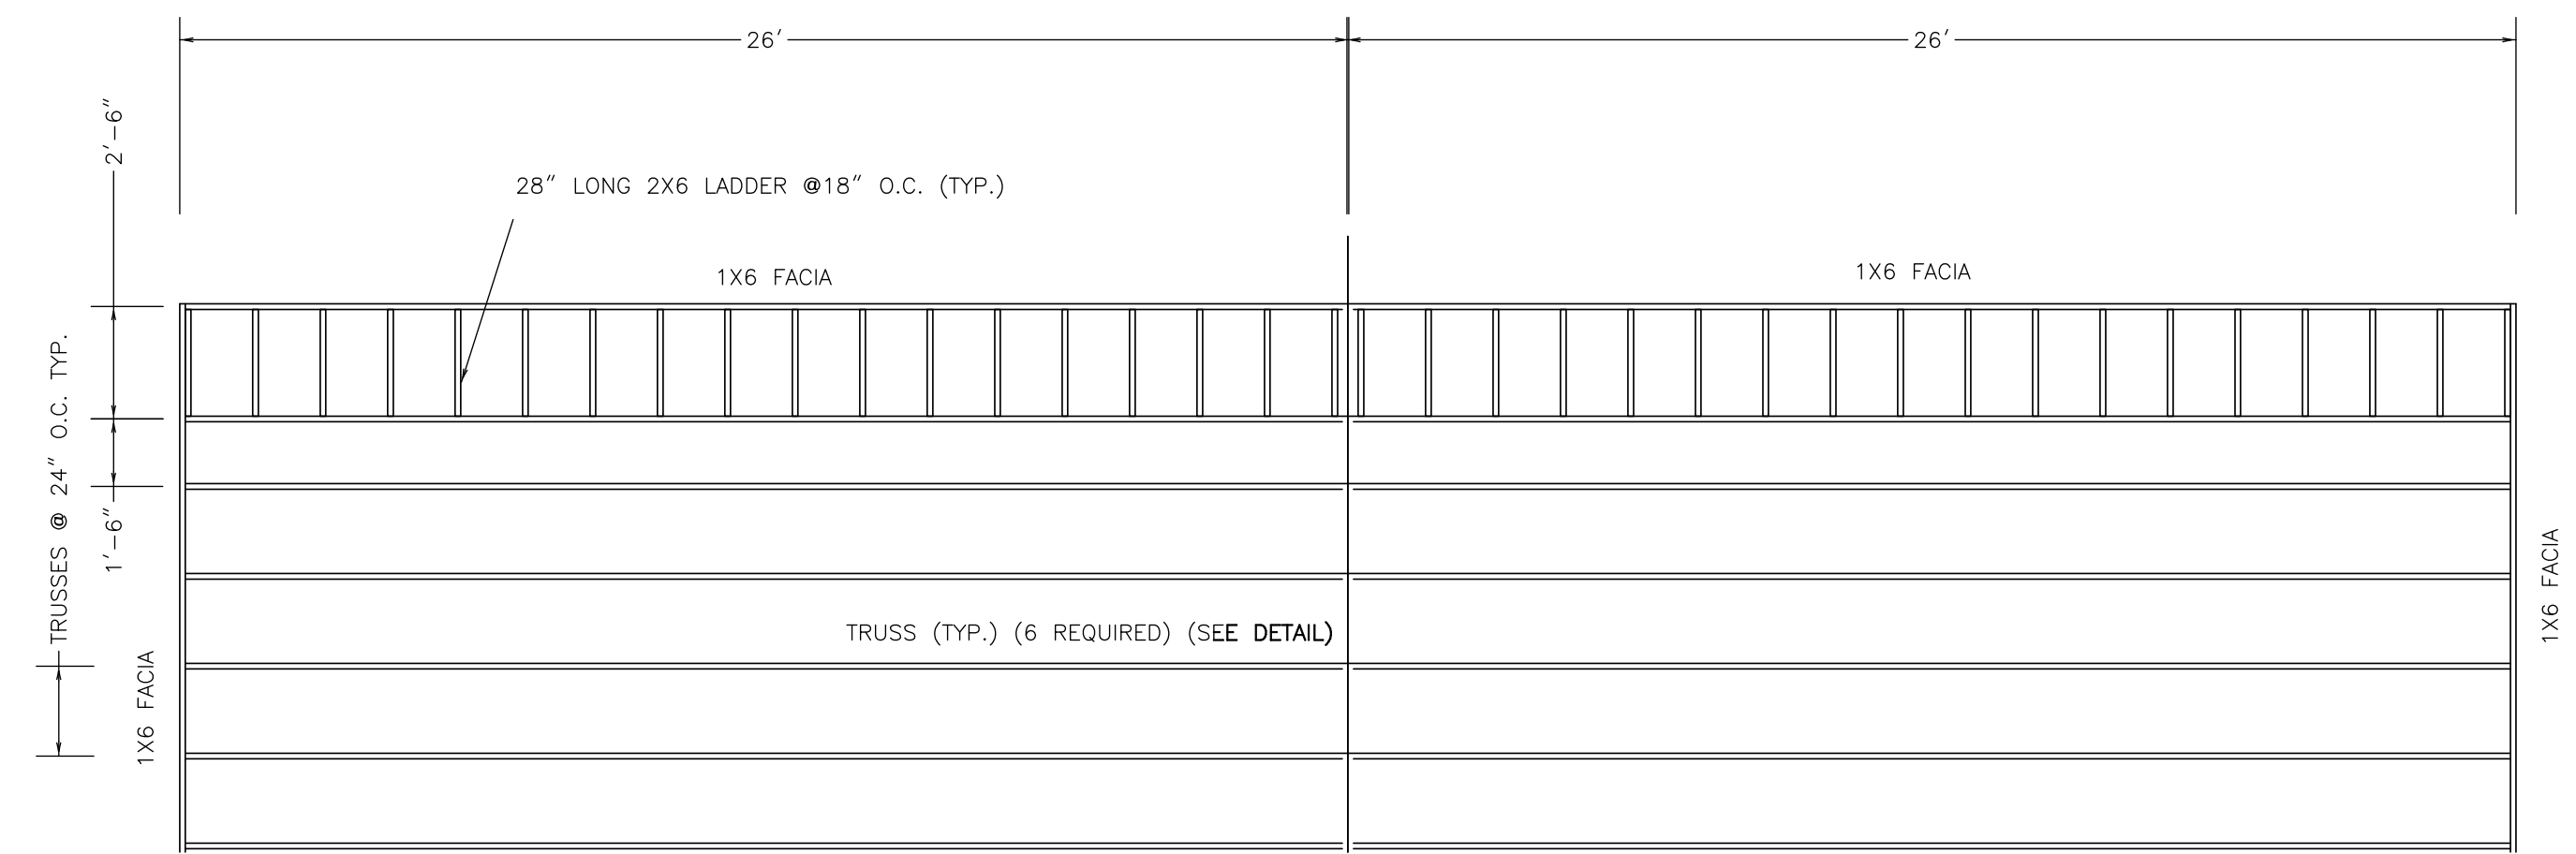 26′
26′
2′-6″
28″ LONG 2X6 LADDER @18″ O.C. (TYP.)
1X6 FACIA
1X6 FACIA
TRUSSES @ 24″ O.C. TYP.
1′-6″
TRUSS (TYP.) (6 REQUIRED) (SEE DETAIL)
1X6 FACIA
1X6 FACIA